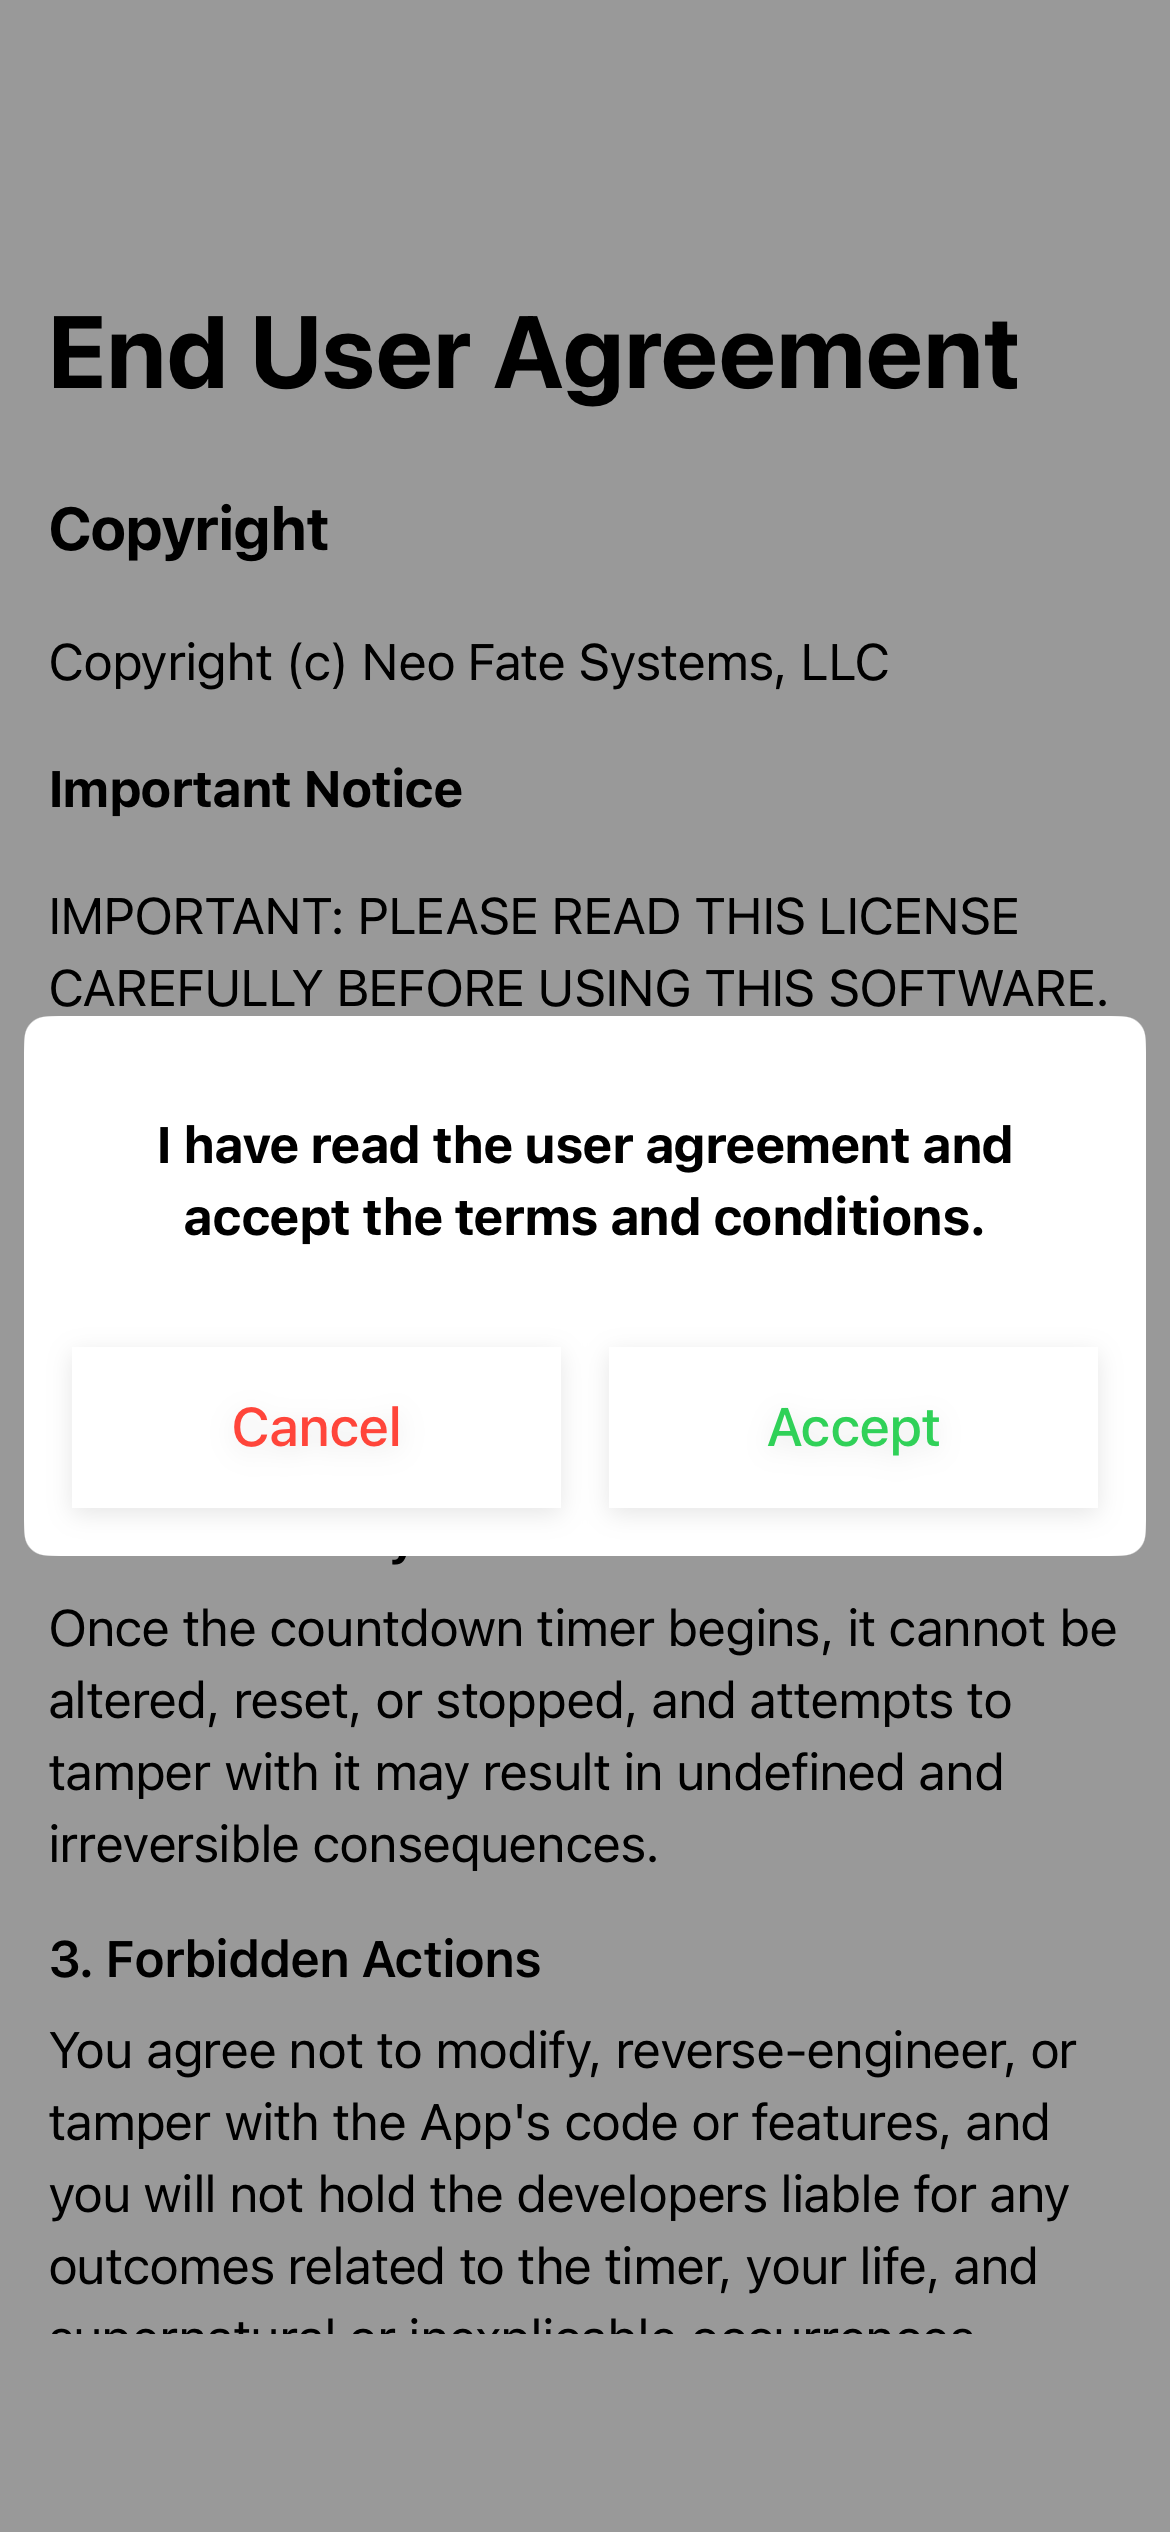 End User Agreement
Copyright
Copyright (c) Neo Fate Systems, LLC
Important Notice
IMPORTANT: PLEASE READ THIS LICENSE
CAREFULLY BEFORE USING THIS SOFTWARE.
I have read the user agreement and
accept the terms and conditions.
Cancel
Accept
Once the countdown timer begins, it cannot be
altered, reset, or stopped, and attempts to
tamper with it may result in undefined and
irreversible consequences.
3. Forbidden Actions
You agree not to modify, reverse-engineer, or
tamper with the App's code or features, and
you will not hold the developers liable for any
outcomes related to the timer, your life, and
supernatural or inexplicable occurrences